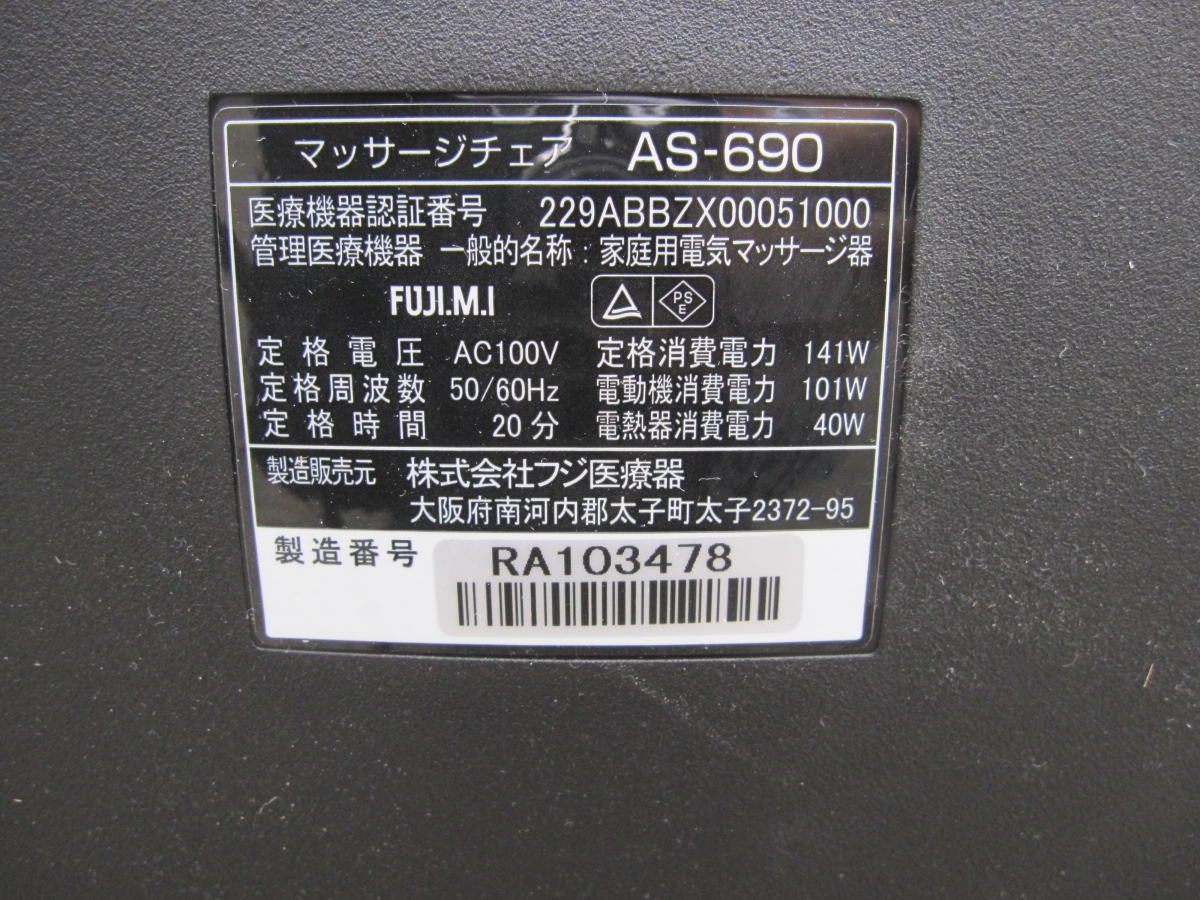 マッサージチェア AS-690
医療機器認証番号 229ABBZX00051000
管理医療機器 一般的名称：家庭用電気マッサージ器
FUJI.M.I PSE
定格電圧 AC100V 定格消費電力 141W
定格周波数 50/60Hz 電動機消費電力 101W
定格時間 20分 電熱器消費電力 40W
製造販売元 株式会社フジ医療器
大阪府南河内郡太子町太子2372-95
製造番号 RA103478